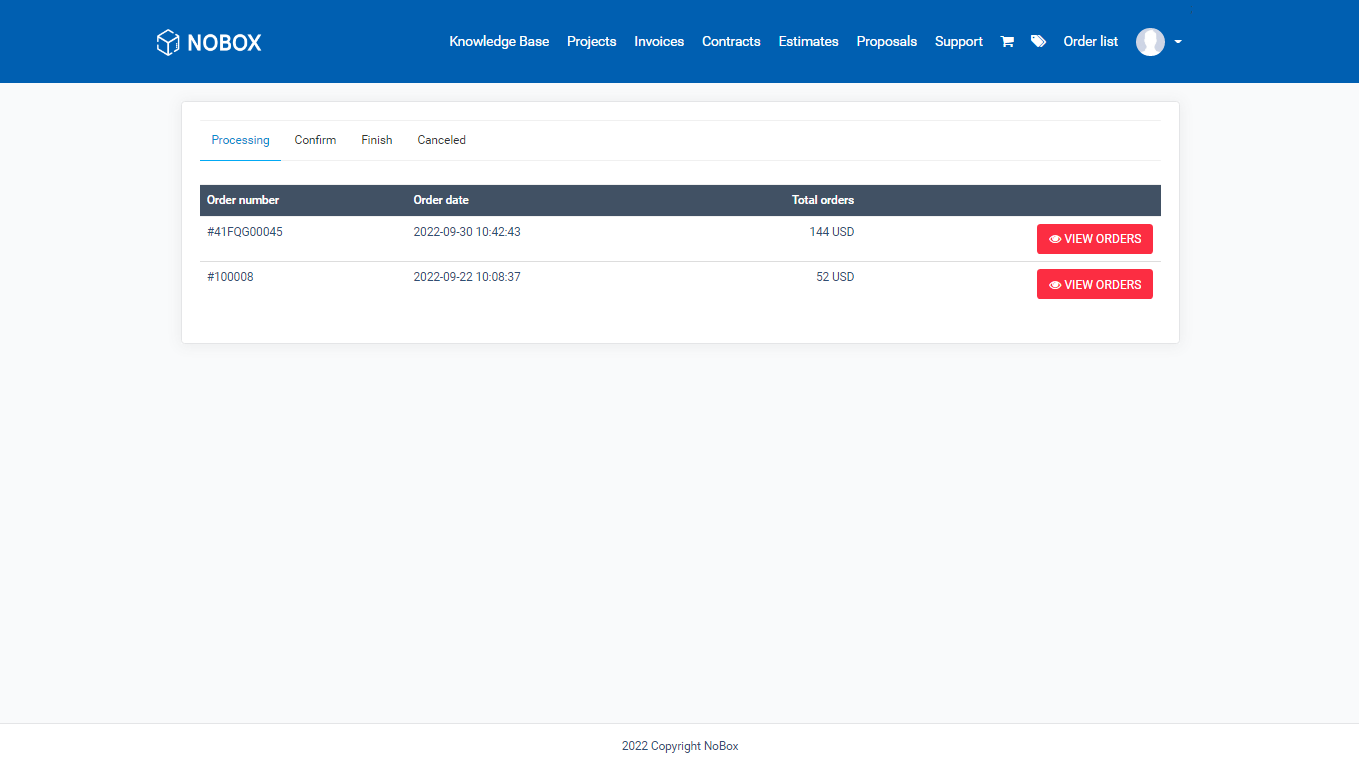 NOBOX Knowledge Base Projects Invoices Contracts Estimates Proposals Support Order list
Processing Confirm Finish Canceled
Order number Order date Total orders
#41FQG00045 2022-09-30 10:42:43 144 USD VIEW ORDERS
#100008 2022-09-22 10:08:37 52 USD VIEW ORDERS
2022 Copyright NoBox